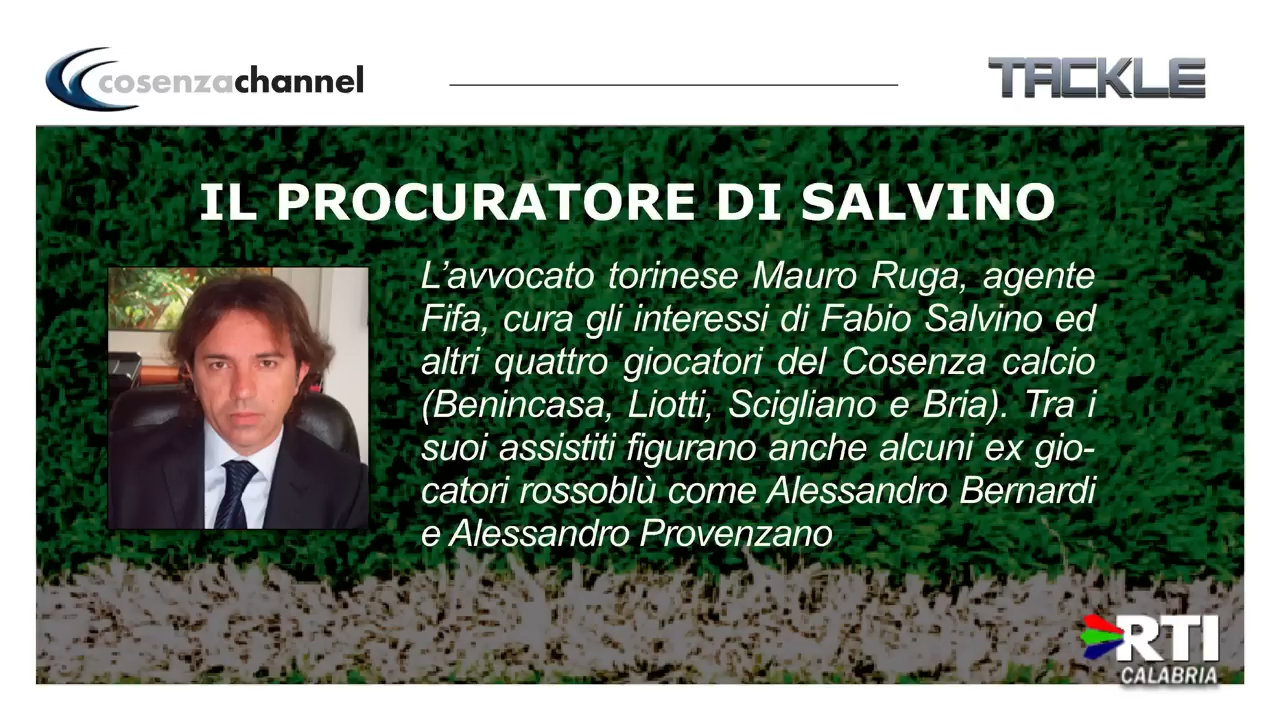 cosenzachannel
TACKLE
IL PROCURATORE DI SALVINO
L'avvocato torinese Mauro Ruga, agente
Fifa, cura gli interessi di Fabio Salvino ed
altri quattro giocatori del Cosenza calcio
(Benincasa, Liotti, Scigliano e Bria). Tra i
suoi assistiti figurano anche alcuni ex gio-
catori rossoblù come Alessandro Bernardi
e Alessandro Provenzano
RTI
CALABRIA